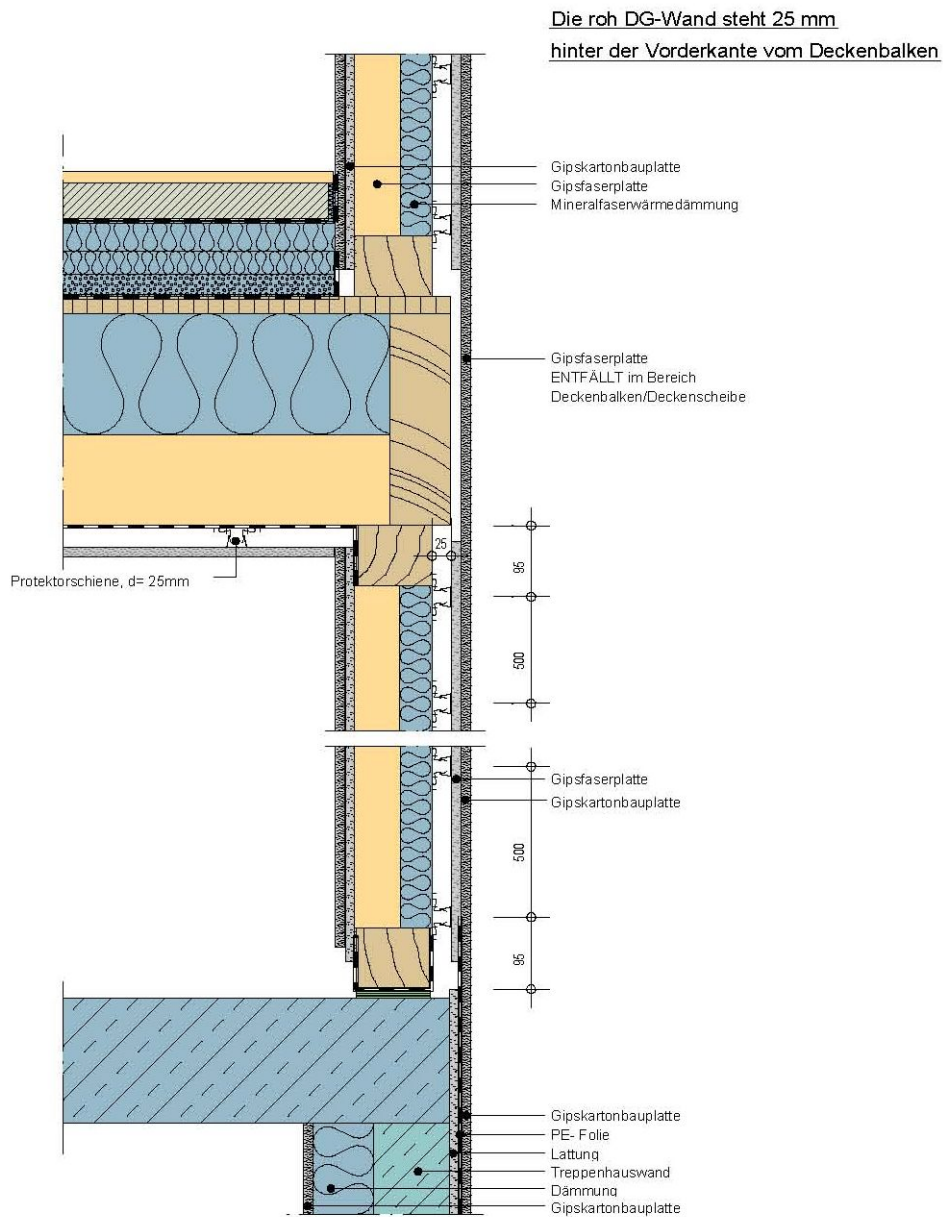 Die roh DG-Wand steht 25 mm
hinter der Vorderkante vom Deckenbalken
Gipskartonbauplatte
Gipsfaserplatte
Mineralfaserwärmedämmung
Gipsfaserplatte
ENTFÄLLT im Bereich
Deckenbalken/Deckenscheibe
25
95
Protektorschiene, d= 25mm
500
Gipsfaserplatte
Gipskartonbauplatte
500
95
Gipskartonbauplatte
PE- Folie
Lattung
Treppenhauswand
Dämmung
Gipskartonbauplatte